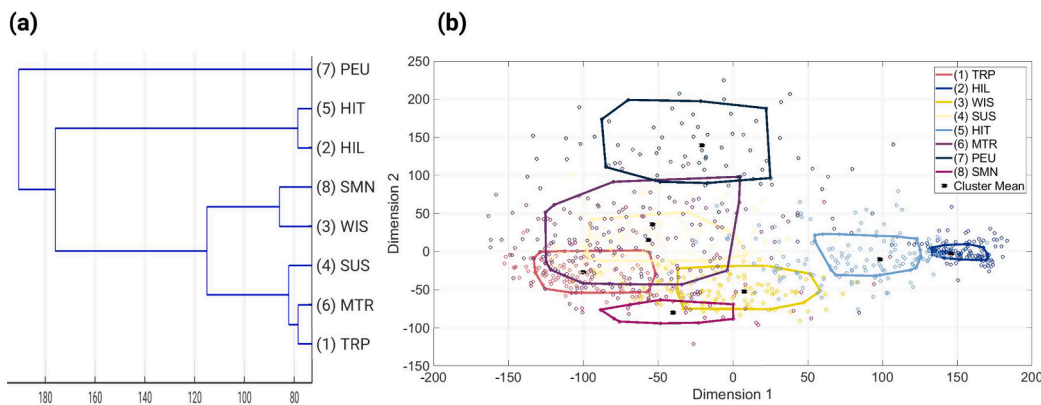 (a)
(7) PEU
(5) HIT
(2) HIL
(8) SMN
(3) WIS
(4) SUS
(6) MTR
(1) TRP
180 160 140 120 100 80
(b)
250
200
150
100
50
0
-50
-100
-150
Dimension 2
-200 -150 -100 -50 0 50 100 150 200
Dimension 1
(1) TRP
(2) HIL
(3) WIS
(4) SUS
(5) HIT
(6) MTR
(7) PEU
(8) SMN
Cluster Mean